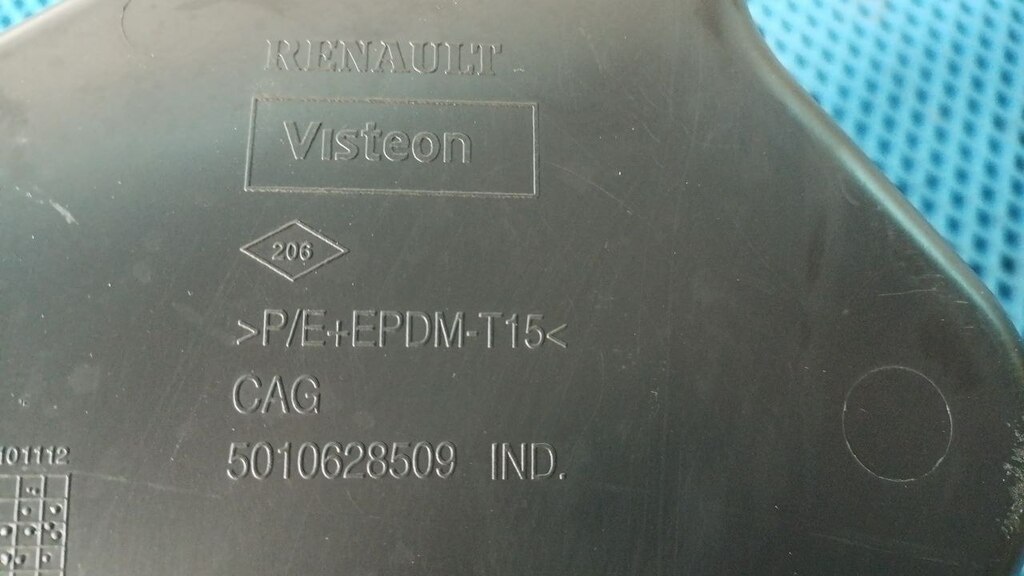 RENAULT
Visteon
206
>P/E+EPDM-T15<
CAG
5010628509 IND.
101112